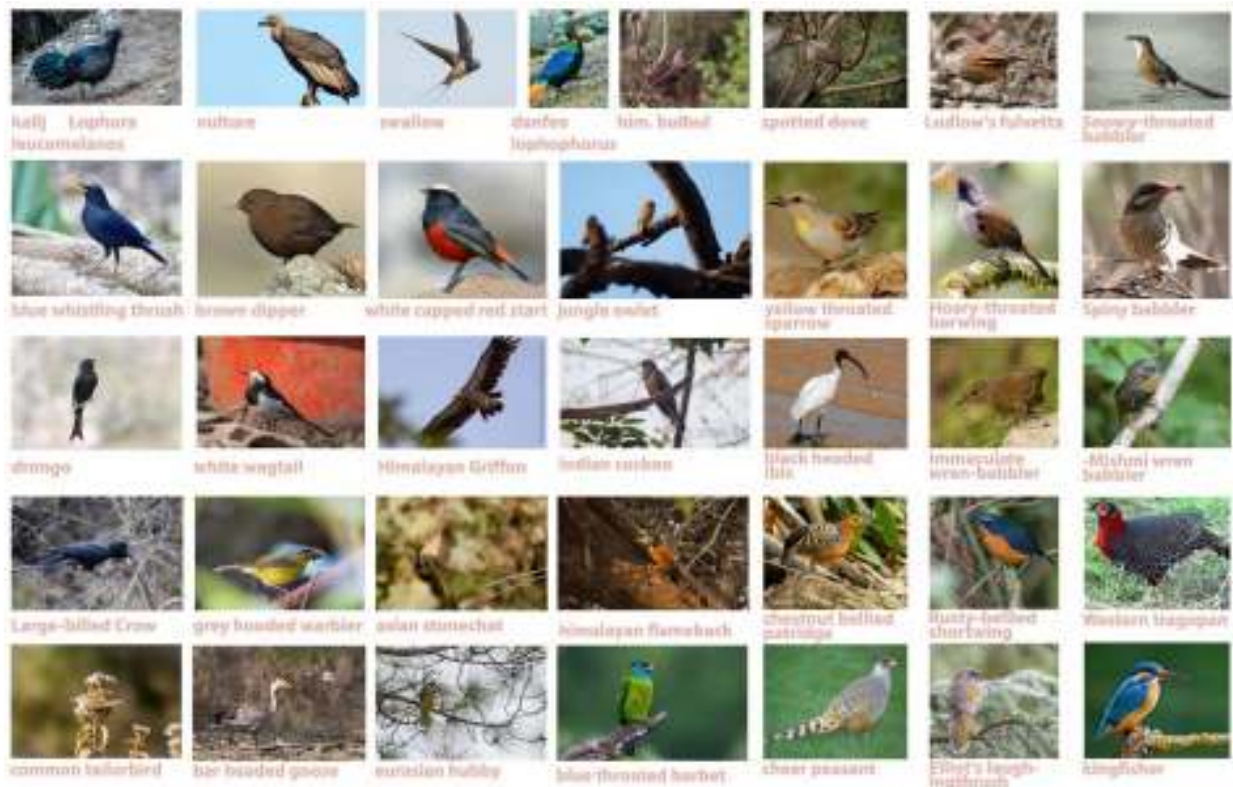 kalij Lophura
leucomelanos
vulture
swallow
danfee
lophophorus
him. bulbul
spotted dove
Ludlow's fulvetta
Snowy-throated
babbler
blue whistling thrush
brown dipper
white capped red start
jungle owlet
yellow throated
sparrow
Hoary-throated
barwing
Spiny babbler
drongo
white wagtail
Himalayan Griffon
indian cuckoo
black headed
ibis
Immaculate
wren-babbler
-Mishmi wren
babbler
Large-billed Crow
grey hooded warbler
asian stonechat
himalayan flameback
chestnut bellied
patridge
Rusty-bellied
shortwing
Western tragopan
common tailorbird
bar headed goose
eurasian hubby
blue throated barbet
cheer peasant
Elliot's laugh-
ingthrush
kingfisher